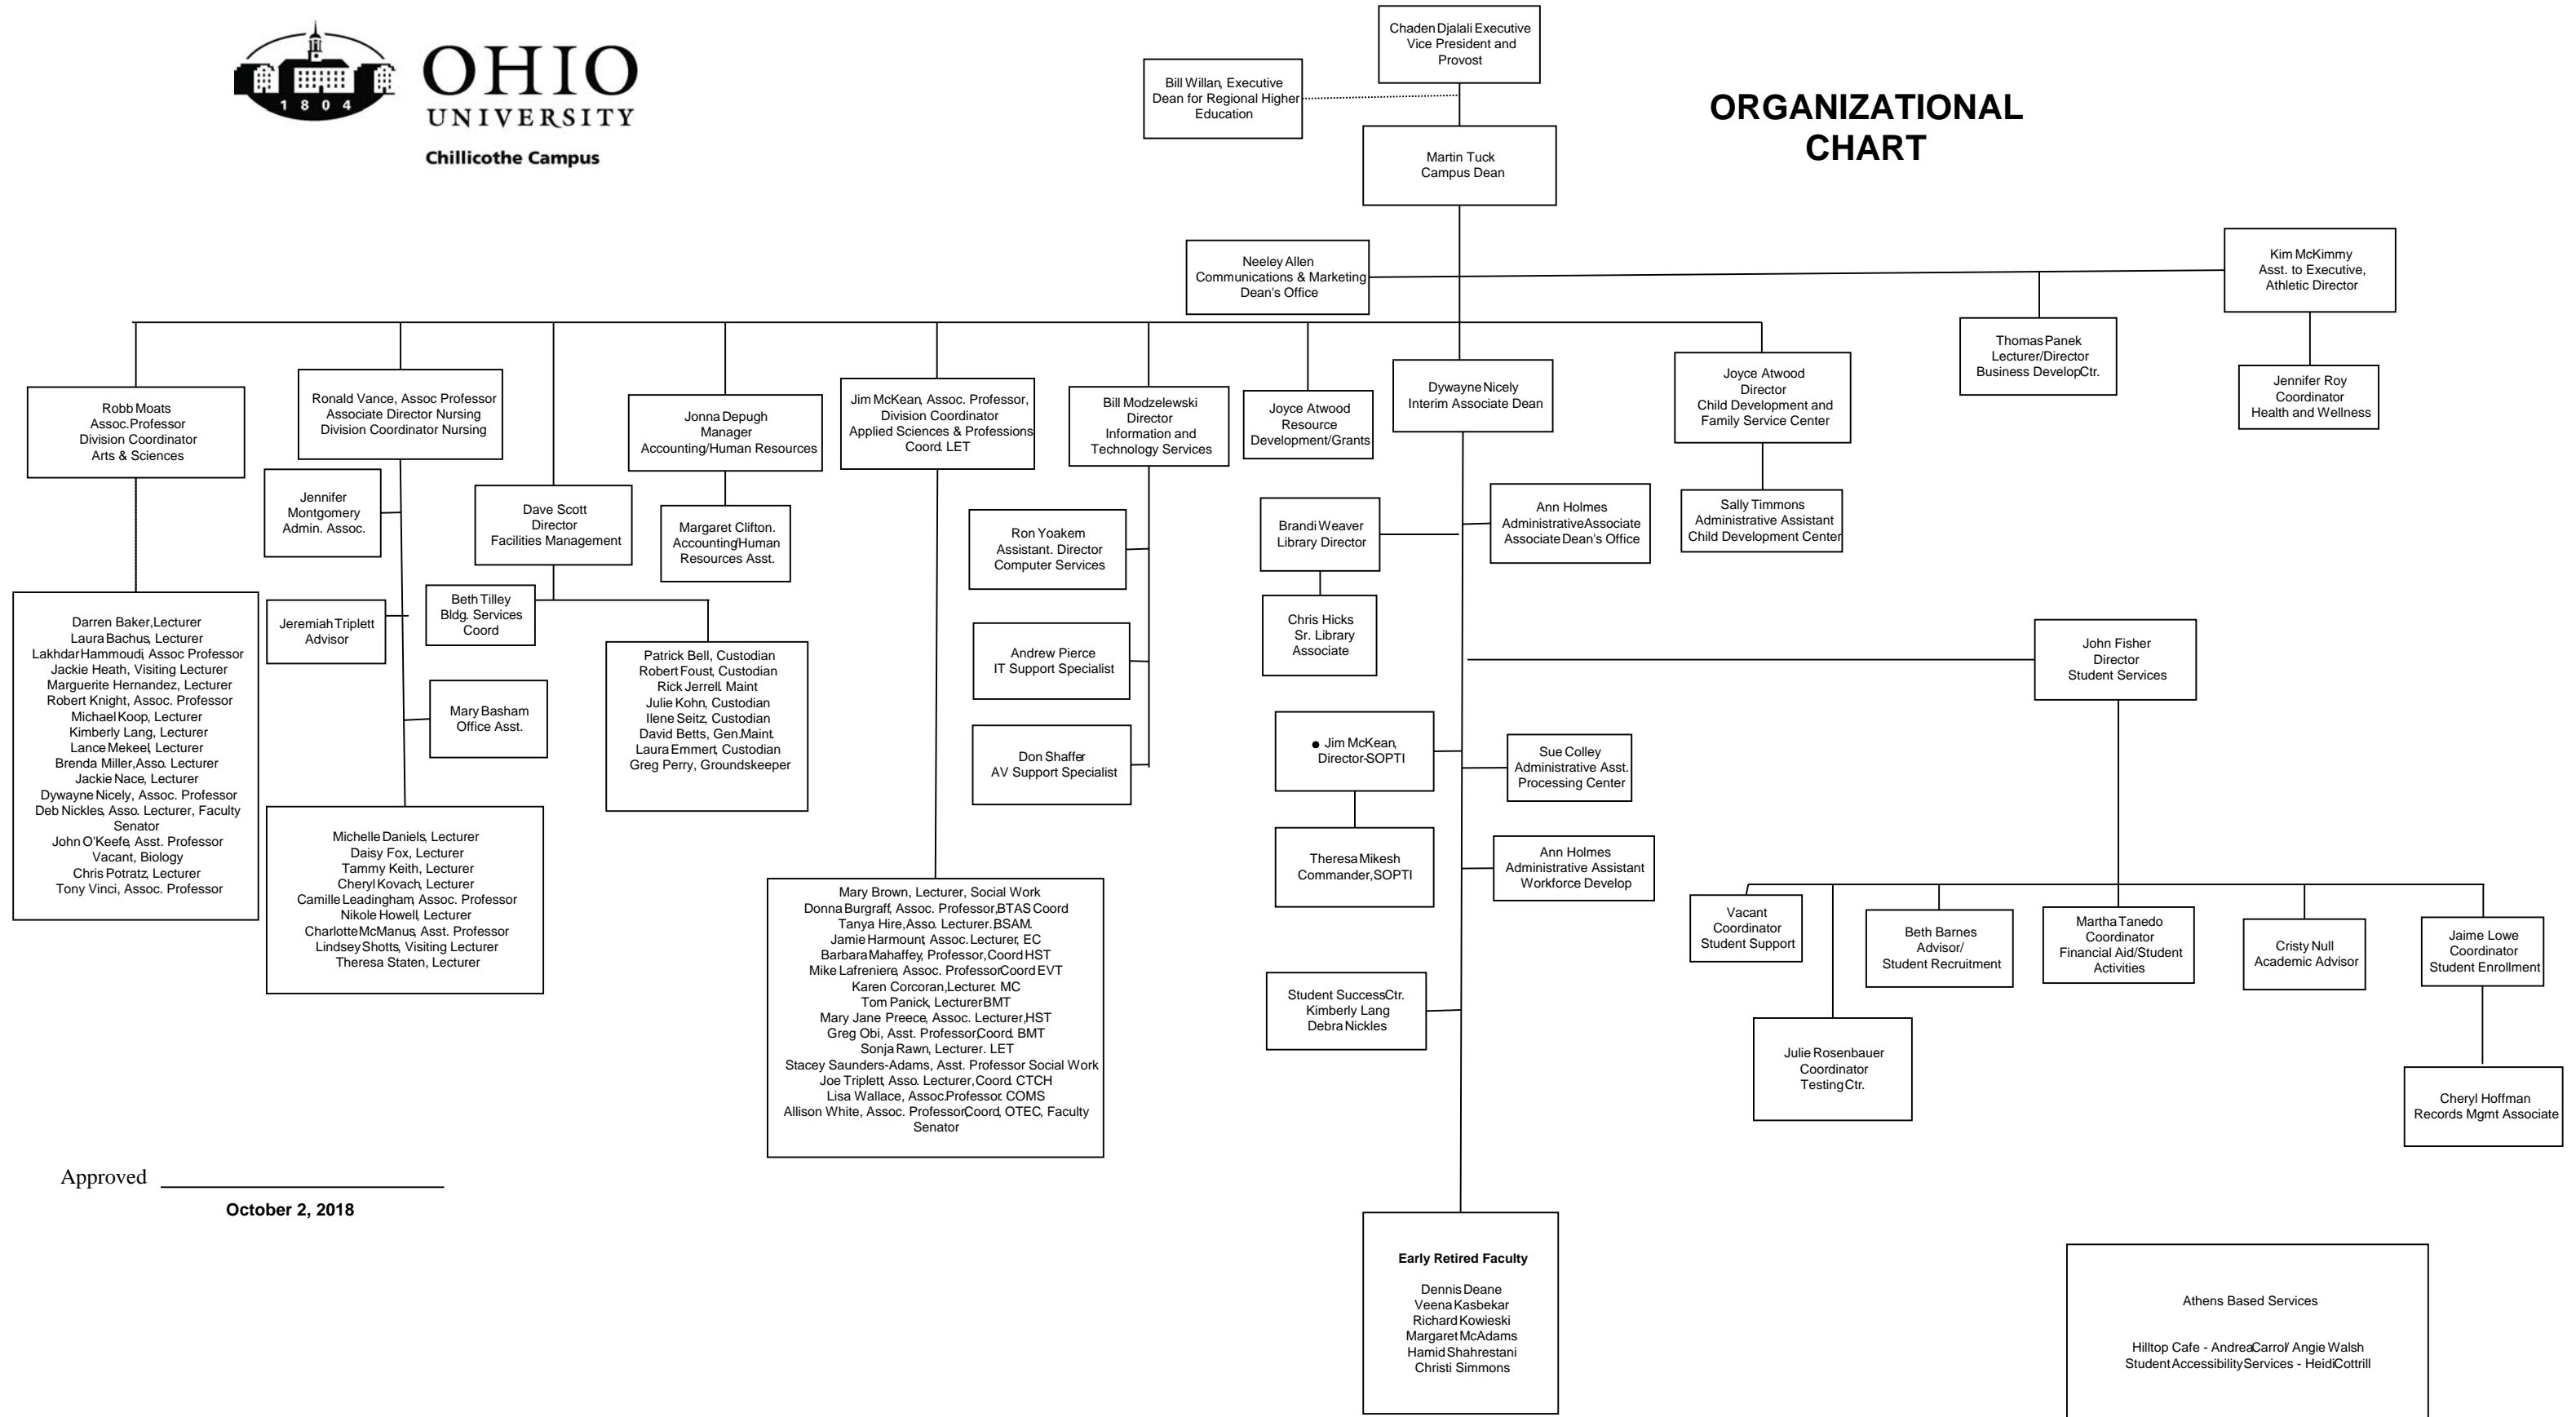 1804
OHIO
UNIVERSITY
Chillicothe Campus
ORGANIZATIONAL
CHART
Chaden Djalali Executive
Vice President and
Provost
Bill Willan, Executive
Dean for Regional Higher
Education
Martin Tuck
Campus Dean
Neeley Allen
Communications & Marketing
Dean's Office
Kim McKimmy
Asst. to Executive,
Athletic Director
Thomas Panek
Lecturer/Director
Business Develop Ctr.
Jennifer Roy
Coordinator
Health and Wellness
Robb Moats
Assoc.Professor
Division Coordinator
Arts & Sciences
Ronald Vance, Assoc Professor
Associate Director Nursing
Division Coordinator Nursing
Jonna Depugh
Manager
Accounting/Human Resources
Jim McKean, Assoc. Professor,
Division Coordinator
Applied Sciences & Professions
Coord. LET
Bill Modzelewski
Director
Information and
Technology Services
Joyce Atwood
Resource
Development/Grants
Dywayne Nicely
Interim Associate Dean
Joyce Atwood
Director
Child Development and
Family Service Center
Jennifer
Montgomery
Admin. Assoc.
Dave Scott
Director
Facilities Management
Margaret Clifton.
Accounting/Human
Resources Asst.
Ron Yoakem
Assistant. Director
Computer Services
Brandi Weaver
Library Director
Ann Holmes
Administrative Associate
Associate Dean's Office
Sally Timmons
Administrative Assistant
Child Development Center
Darren Baker, Lecturer
Laura Bachus, Lecturer
Lakhdar Hammoudi, Assoc Professor
Jackie Heath, Visiting Lecturer
Marguerite Hernandez, Lecturer
Robert Knight, Assoc. Professor
Michael Koop, Lecturer
Kimberly Lang, Lecturer
Lance Mekeel, Lecturer
Brenda Miller, Asso. Lecturer
Jackie Nace, Lecturer
Dywayne Nicely, Assoc. Professor
Deb Nickles, Asso. Lecturer, Faculty
Senator
John O'Keefe, Asst. Professor
Vacant, Biology
Chris Potratz, Lecturer
Tony Vinci, Assoc. Professor
Jeremiah Triplett
Advisor
Beth Tilley
Bldg. Services
Coord
Patrick Bell, Custodian
Robert Foust, Custodian
Rick Jerrell. Maint
Julie Kohn, Custodian
Ilene Seitz, Custodian
David Betts, Gen.Maint.
Laura Emmert, Custodian
Greg Perry, Groundskeeper
Mary Basham
Office Asst.
Michelle Daniels, Lecturer
Daisy Fox, Lecturer
Tammy Keith, Lecturer
Cheryl Kovach, Lecturer
Camille Leadingham, Assoc. Professor
Nikole Howell, Lecturer
Charlotte McManus, Asst. Professor
Lindsey Shotts, Visiting Lecturer
Theresa Staten, Lecturer
Mary Brown, Lecturer, Social Work
Donna Burgraff, Assoc. Professor, BTAS Coord
Tanya Hire, Asso. Lecturer. BSAM.
Jamie Harmount, Assoc. Lecturer, EC
Barbara Mahaffey, Professor, Coord HST
Mike Lafreniere, Assoc. Professor Coord EVT
Karen Corcoran, Lecturer. MC
Tom Panick, Lecturer BMT
Mary Jane Preece, Assoc. Lecturer, HST
Greg Obi, Asst. Professor, Coord. BMT
Sonja Rawn, Lecturer. LET
Stacey Saunders-Adams, Asst. Professor Social Work
Joe Triplett, Asso. Lecturer, Coord. CTCH
Lisa Wallace, Assoc.Professor. COMS
Allison White, Assoc. Professor, Coord, OTEC, Faculty
Senator
Andrew Pierce
IT Support Specialist
Don Shaffer
AV Support Specialist
Chris Hicks
Sr. Library
Associate
• Jim McKean,
Director-SOPTI
Sue Colley
Administrative Asst.
Processing Center
Theresa Mikesh
Commander, SOPTI
Ann Holmes
Administrative Assistant
Workforce Develop
Student Success Ctr.
Kimberly Lang
Debra Nickles
John Fisher
Director
Student Services
Vacant
Coordinator
Student Support
Beth Barnes
Advisor/
Student Recruitment
Martha Tanedo
Coordinator
Financial Aid/Student
Activities
Cristy Null
Academic Advisor
Jaime Lowe
Coordinator
Student Enrollment
Julie Rosenbauer
Coordinator
Testing Ctr.
Cheryl Hoffman
Records Mgmt Associate
Approved
October 2, 2018
Early Retired Faculty
Dennis Deane
Veena Kasbekar
Richard Kowieski
Margaret McAdams
Hamid Shahrestani
Christi Simmons
Athens Based Services
Hilltop Cafe - Andrea Carrol/ Angie Walsh
Student Accessibility Services - Heidi Cottrill